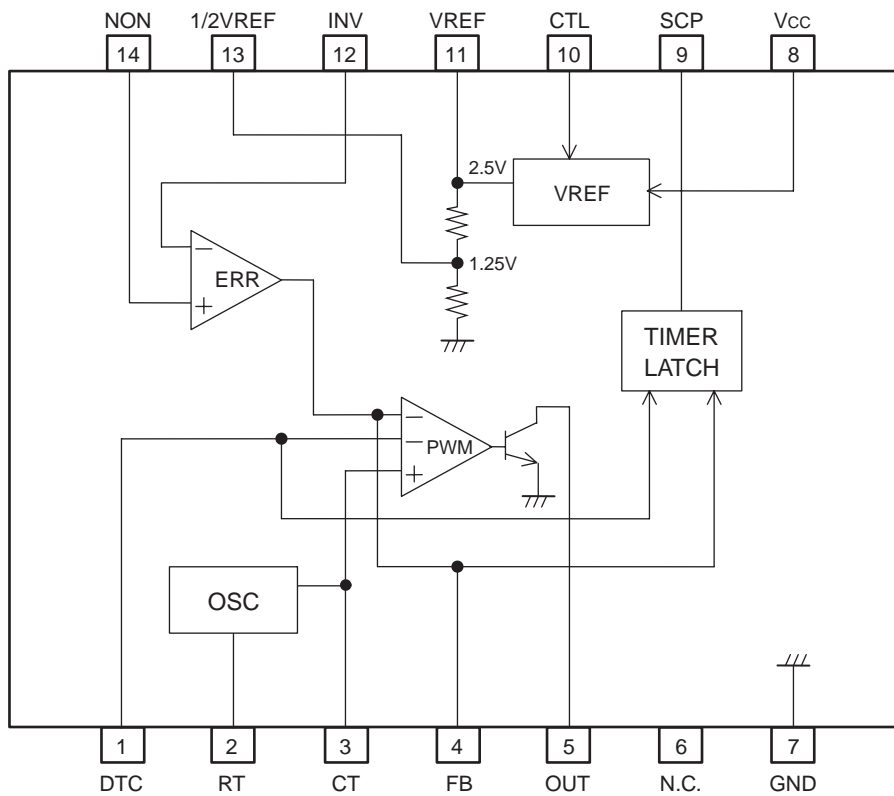 NON 1/2VREF INV VREF CTL SCP Vcc
14 13 12 11 10 9 8
2.5V
VREF
1.25V
−
ERR
+
TIMER
LATCH
−
−
PWM
+
OSC
1 2 3 4 5 6 7
DTC RT CT FB OUT N.C. GND